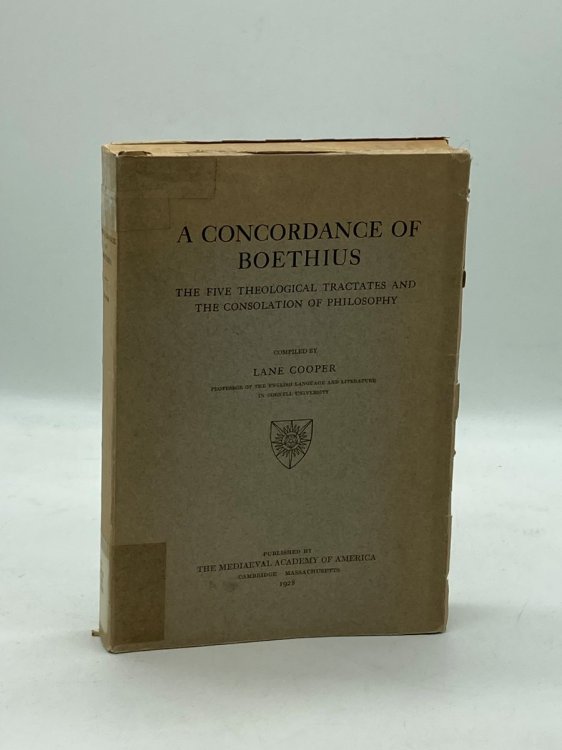 A CONCORDANCE OF
BOETHIUS
THE FIVE THEOLOGICAL TRACTATES AND
THE CONSOLATION OF PHILOSOPHY
COMPILED BY
LANE COOPER
PROFESSOR OF THE ENGLISH LANGUAGE AND LITERATURE
IN CORNELL UNIVERSITY
PUBLISHED BY
THE MEDIAEVAL ACADEMY OF AMERICA
CAMBRIDGE MASSACHUSETTS
1928